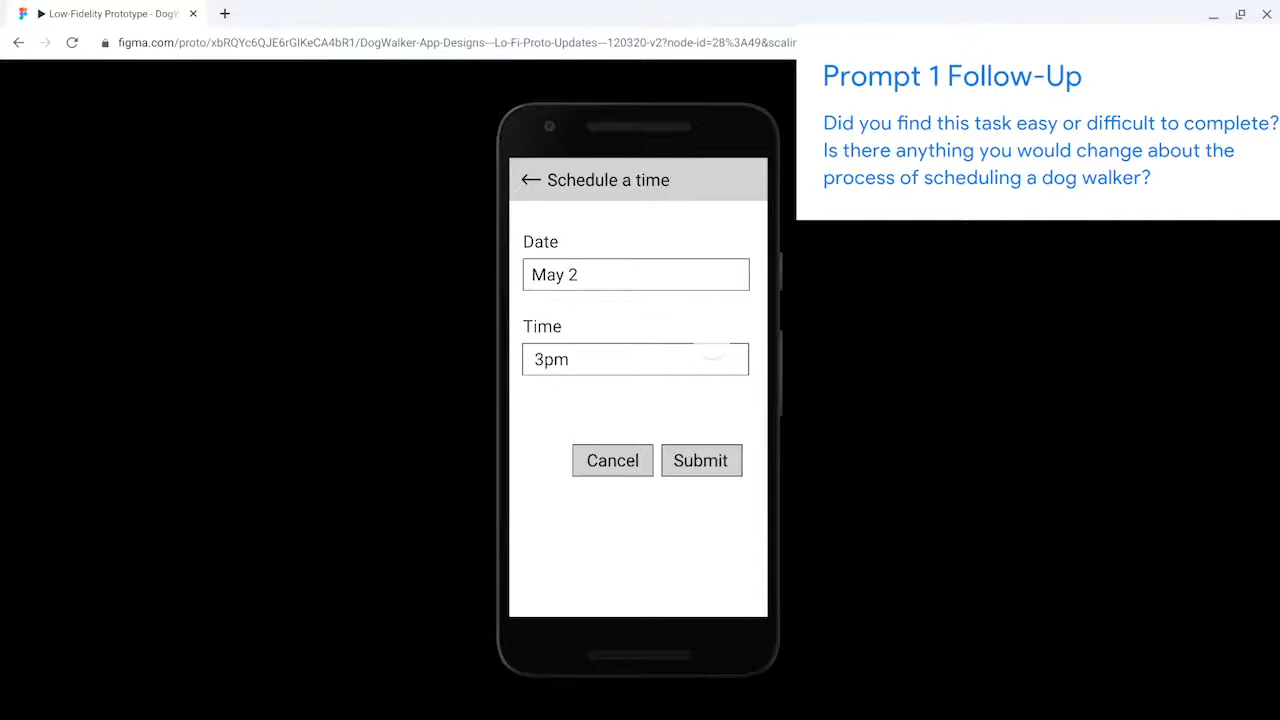 Low-Fidelity Prototype - Dog
figma.com/proto/xbRQYc6QJE6rGlKeCA4bR1/DogWalker-App-Designs---Lo-Fi-Proto-Updates---120320-v2?node-id=28%3A49&scalin
Prompt 1 Follow-Up
Did you find this task easy or difficult to complete?
Is there anything you would change about the
process of scheduling a dog walker?
Schedule a time
Date
May 2
Time
3pm
Cancel Submit